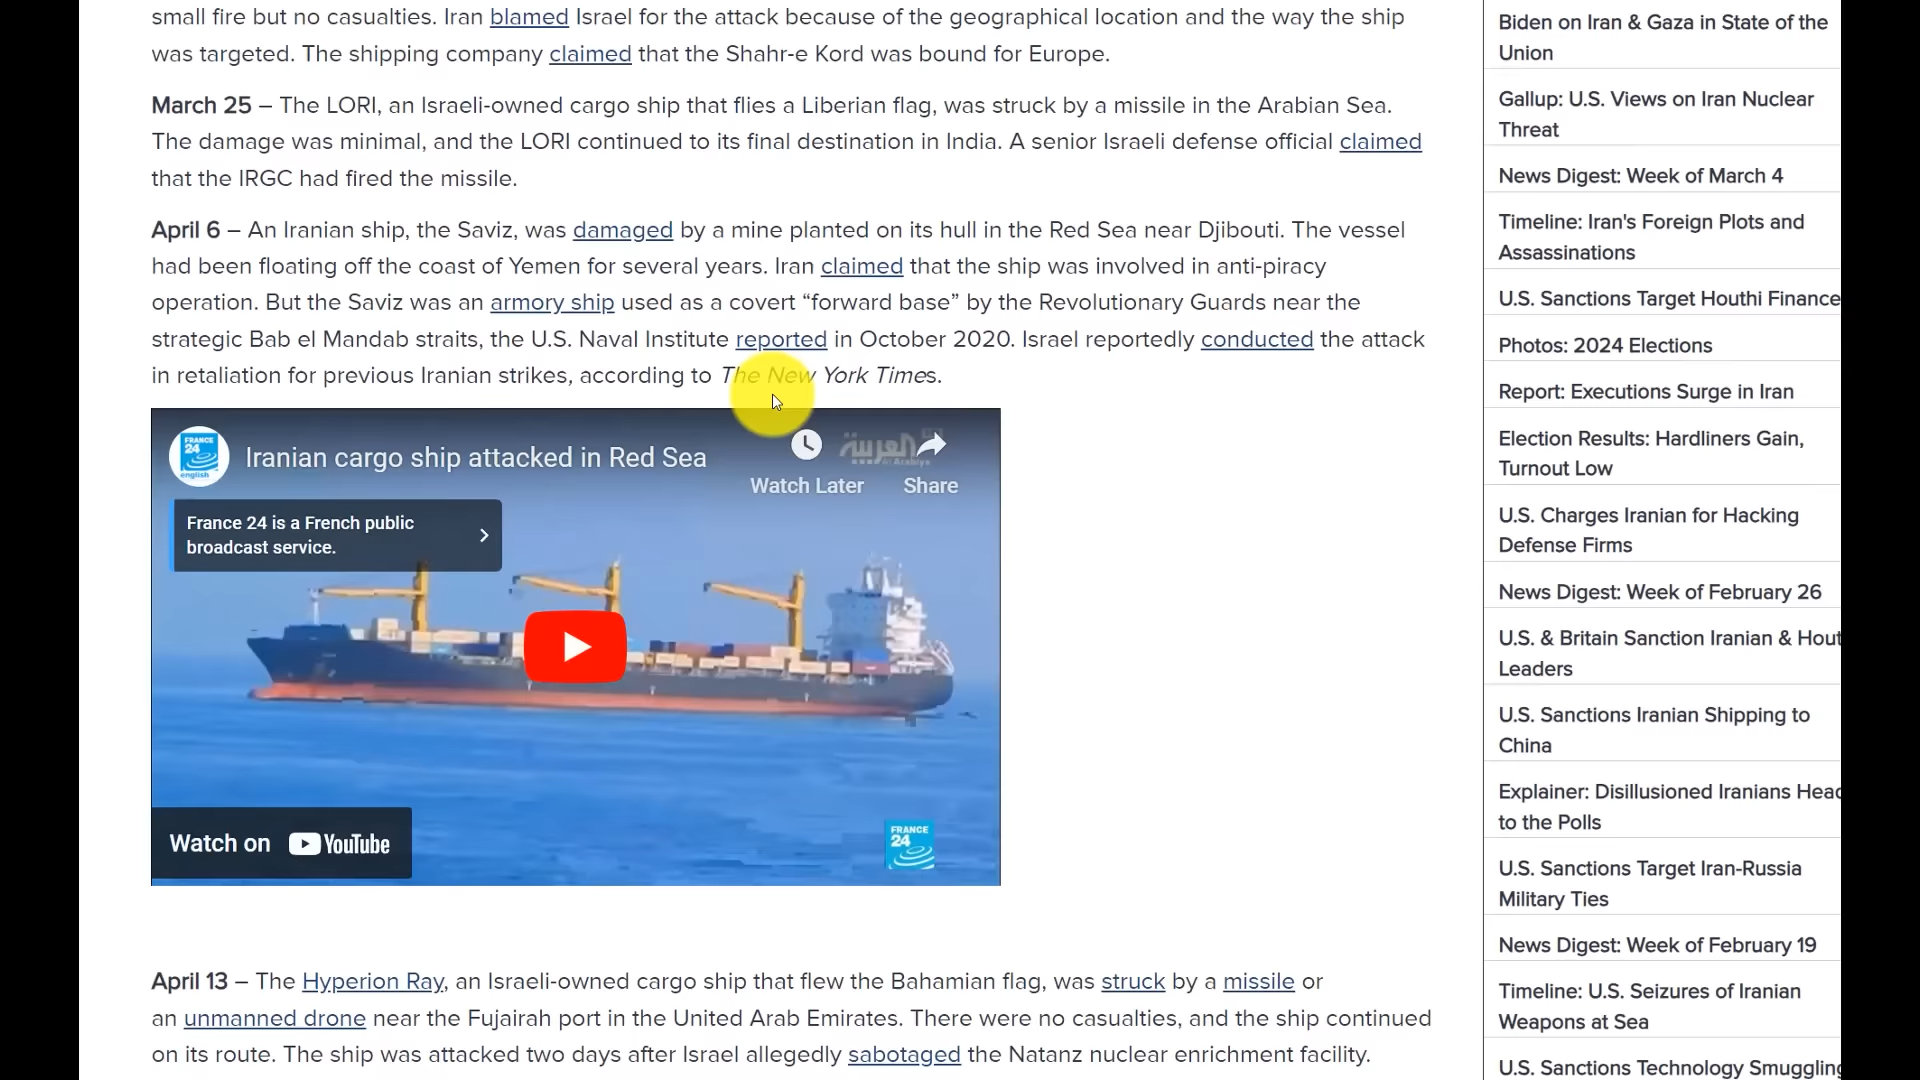 small fire but no casualties. Iran blamed Israel for the attack because of the geographical location and the way the ship
was targeted. The shipping company claimed that the Shahr-e Kord was bound for Europe.
March 25 – The LORI, an Israeli-owned cargo ship that flies a Liberian flag, was struck by a missile in the Arabian Sea.
The damage was minimal, and the LORI continued to its final destination in India. A senior Israeli defense official claimed
that the IRGC had fired the missile.
April 6 – An Iranian ship, the Saviz, was damaged by a mine planted on its hull in the Red Sea near Djibouti. The vessel
had been floating off the coast of Yemen for several years. Iran claimed that the ship was involved in anti-piracy
operation. But the Saviz was an armory ship used as a covert “forward base” by the Revolutionary Guards near the
strategic Bab el Mandab straits, the U.S. Naval Institute reported in October 2020. Israel reportedly conducted the attack
in retaliation for previous Iranian strikes, according to The New York Times.
FRANCE
24
english
Iranian cargo ship attacked in Red Sea
العربية
Watch Later
Share
France 24 is a French public
broadcast service.
Watch on YouTube
FRANCE
24
April 13 – The Hyperion Ray, an Israeli-owned cargo ship that flew the Bahamian flag, was struck by a missile or
an unmanned drone near the Fujairah port in the United Arab Emirates. There were no casualties, and the ship continued
on its route. The ship was attacked two days after Israel allegedly sabotaged the Natanz nuclear enrichment facility.
Biden on Iran & Gaza in State of the
Union
Gallup: U.S. Views on Iran Nuclear
Threat
News Digest: Week of March 4
Timeline: Iran's Foreign Plots and
Assassinations
U.S. Sanctions Target Houthi Finance
Photos: 2024 Elections
Report: Executions Surge in Iran
Election Results: Hardliners Gain,
Turnout Low
U.S. Charges Iranian for Hacking
Defense Firms
News Digest: Week of February 26
U.S. & Britain Sanction Iranian & Hout
Leaders
U.S. Sanctions Iranian Shipping to
China
Explainer: Disillusioned Iranians Head
to the Polls
U.S. Sanctions Target Iran-Russia
Military Ties
News Digest: Week of February 19
Timeline: U.S. Seizures of Iranian
Weapons at Sea
U.S. Sanctions Technology Smuggling